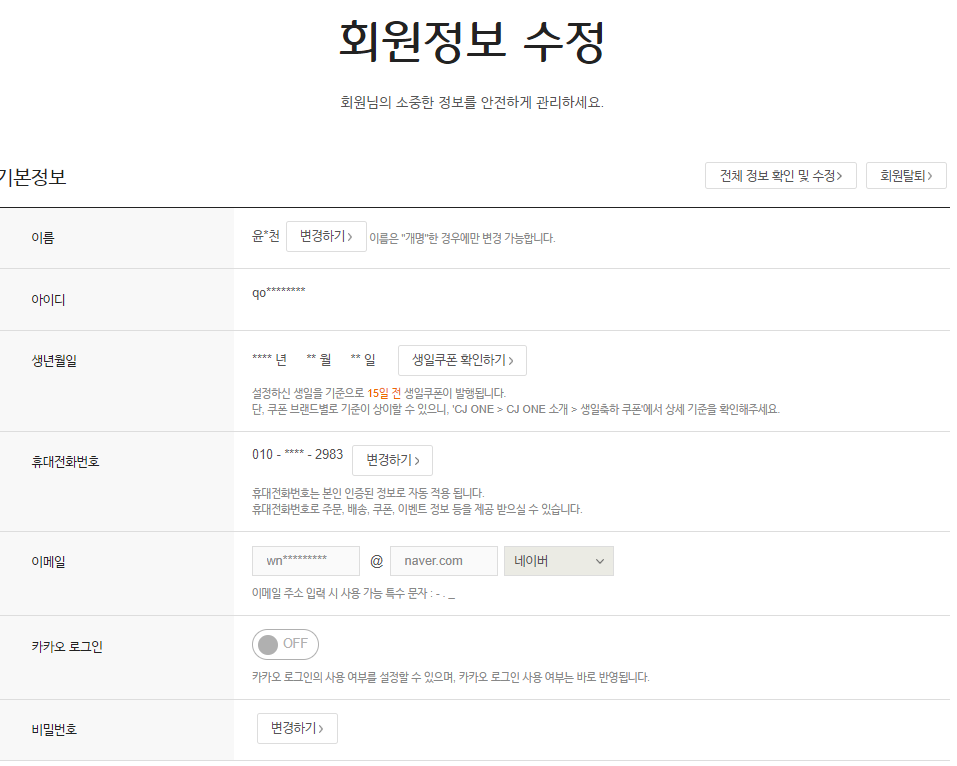 회원정보 수정
회원님의 소중한 정보를 안전하게 관리하세요.
기본정보
전체 정보 확인 및 수정>
회원탈퇴>
이름
윤*천 변경하기> 이름은 "개명"한 경우에만 변경 가능합니다.
아이디
qo********
생년월일
**** 년 ** 월 ** 일 생일쿠폰 확인하기>
설정하신 생일을 기준으로 15일 전 생일쿠폰이 발행됩니다.
단, 쿠폰 브랜드별로 기준이 상이할 수 있으니, 'CJ ONE > CJ ONE 소개 > 생일축하 쿠폰'에서 상세 기준을 확인해주세요.
휴대전화번호
010 - **** - 2983 변경하기>
휴대전화번호는 본인 인증된 정보로 자동 적용 됩니다.
휴대전화번호로 주문, 배송, 쿠폰, 이벤트 정보 등을 제공 받으실 수 있습니다.
이메일
wn********* @ naver.com 네이버
이메일 주소 입력 시 사용 가능 특수 문자 : - . _
카카오 로그인
OFF
카카오 로그인의 사용 여부를 설정할 수 있으며, 카카오 로그인 사용 여부는 바로 반영됩니다.
비밀번호
변경하기>